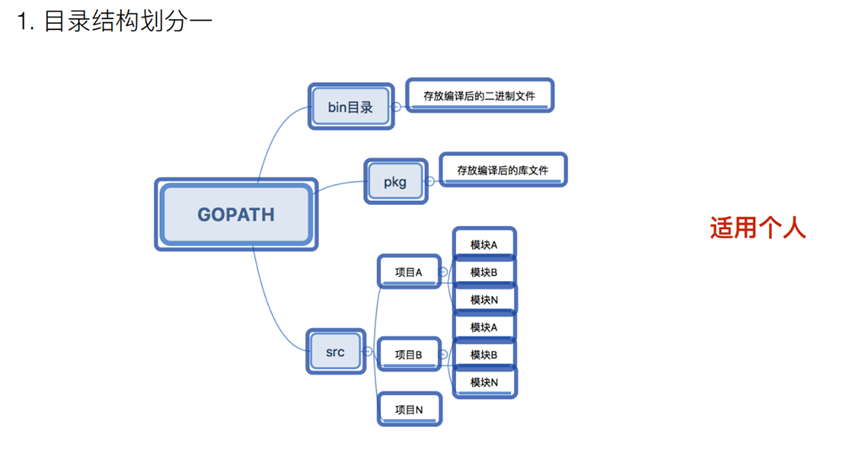 1. 目录结构划分一
bin目录
存放编译后的二进制文件
pkg
存放编译后的库文件
GOPATH
适用个人
src
项目A
模块A
模块B
模块N
项目B
模块A
模块B
模块N
项目N